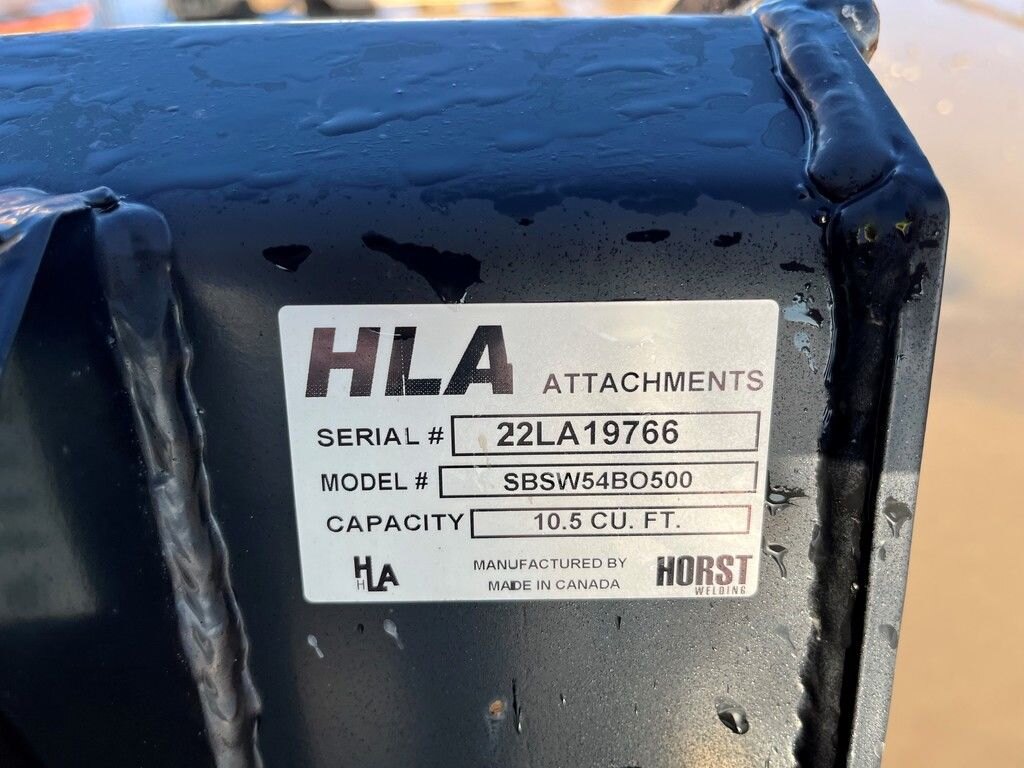 HLA ATTACHMENTS
SERIAL # 22LA19766
MODEL # SBSW54BO500
CAPACITY 10.5 CU. FT.
HLA
MANUFACTURED BY
MADE IN CANADA
HORST
WELDING